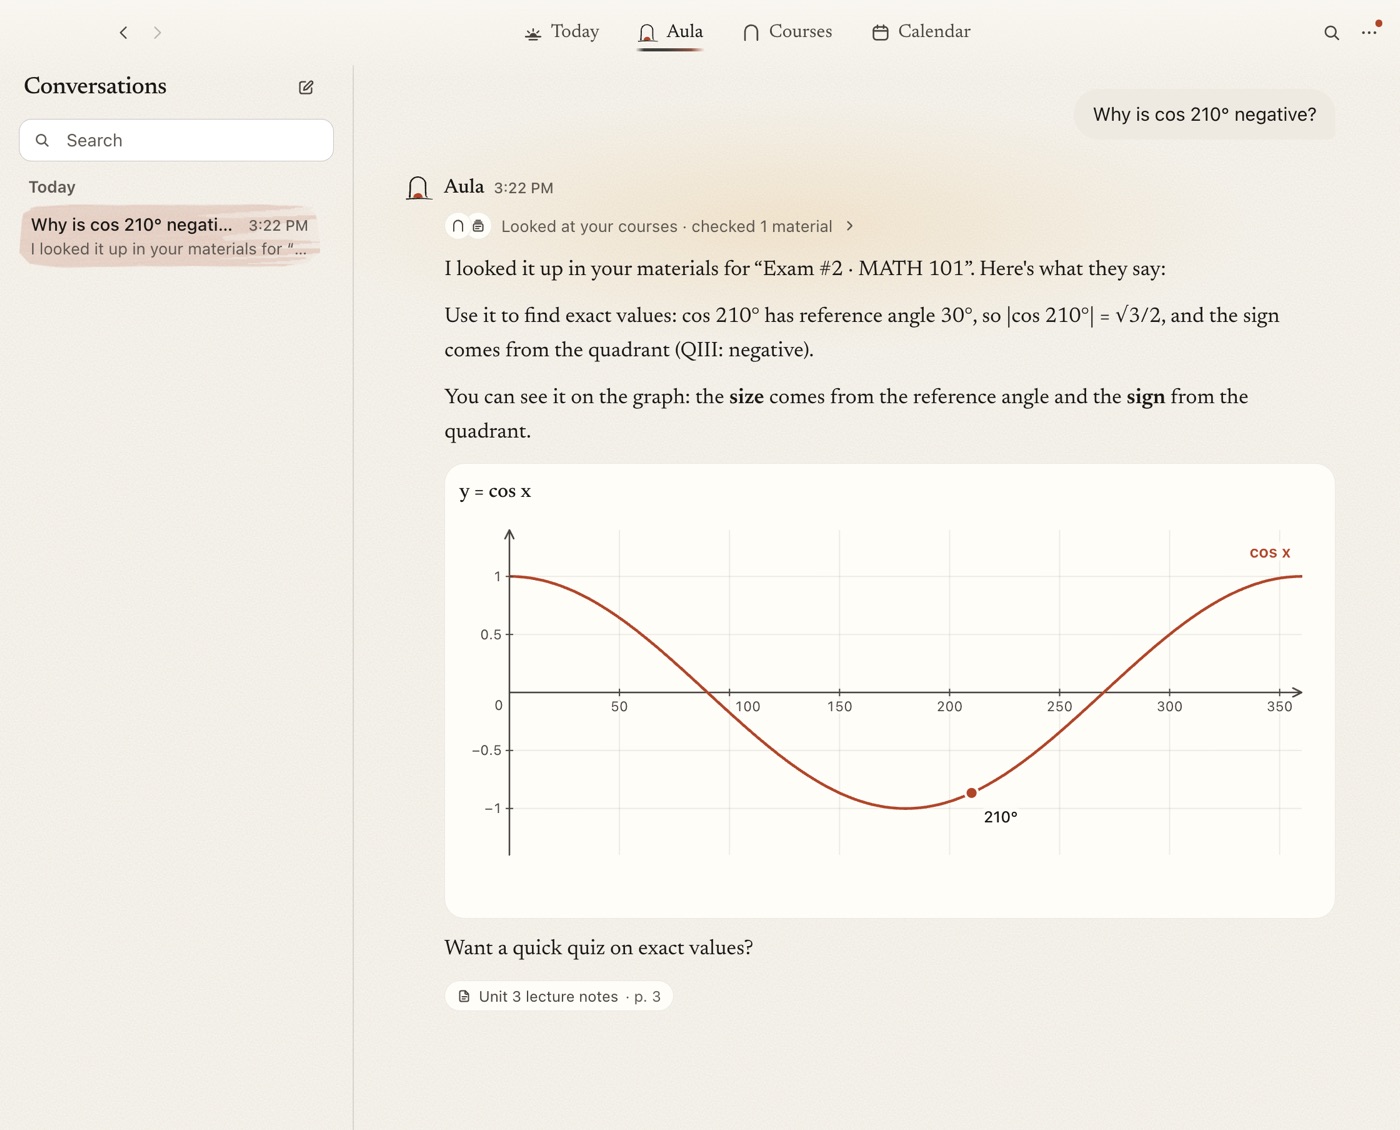 Today
Aula
Courses
Calendar
Conversations
Search
Today
Why is cos 210° negati... 3:22 PM
I looked it up in your materials for “...
Why is cos 210° negative?
Aula 3:22 PM
Looked at your courses · checked 1 material
I looked it up in your materials for “Exam #2 · MATH 101”. Here's what they say:
Use it to find exact values: cos 210° has reference angle 30°, so |cos 210°| = √3/2, and the sign
comes from the quadrant (QIII: negative).
You can see it on the graph: the size comes from the reference angle and the sign from the
quadrant.
y = cos x
cos x
1
0.5
0
50
100
150
200
250
300
350
−0.5
−1
210°
Want a quick quiz on exact values?
Unit 3 lecture notes · p. 3